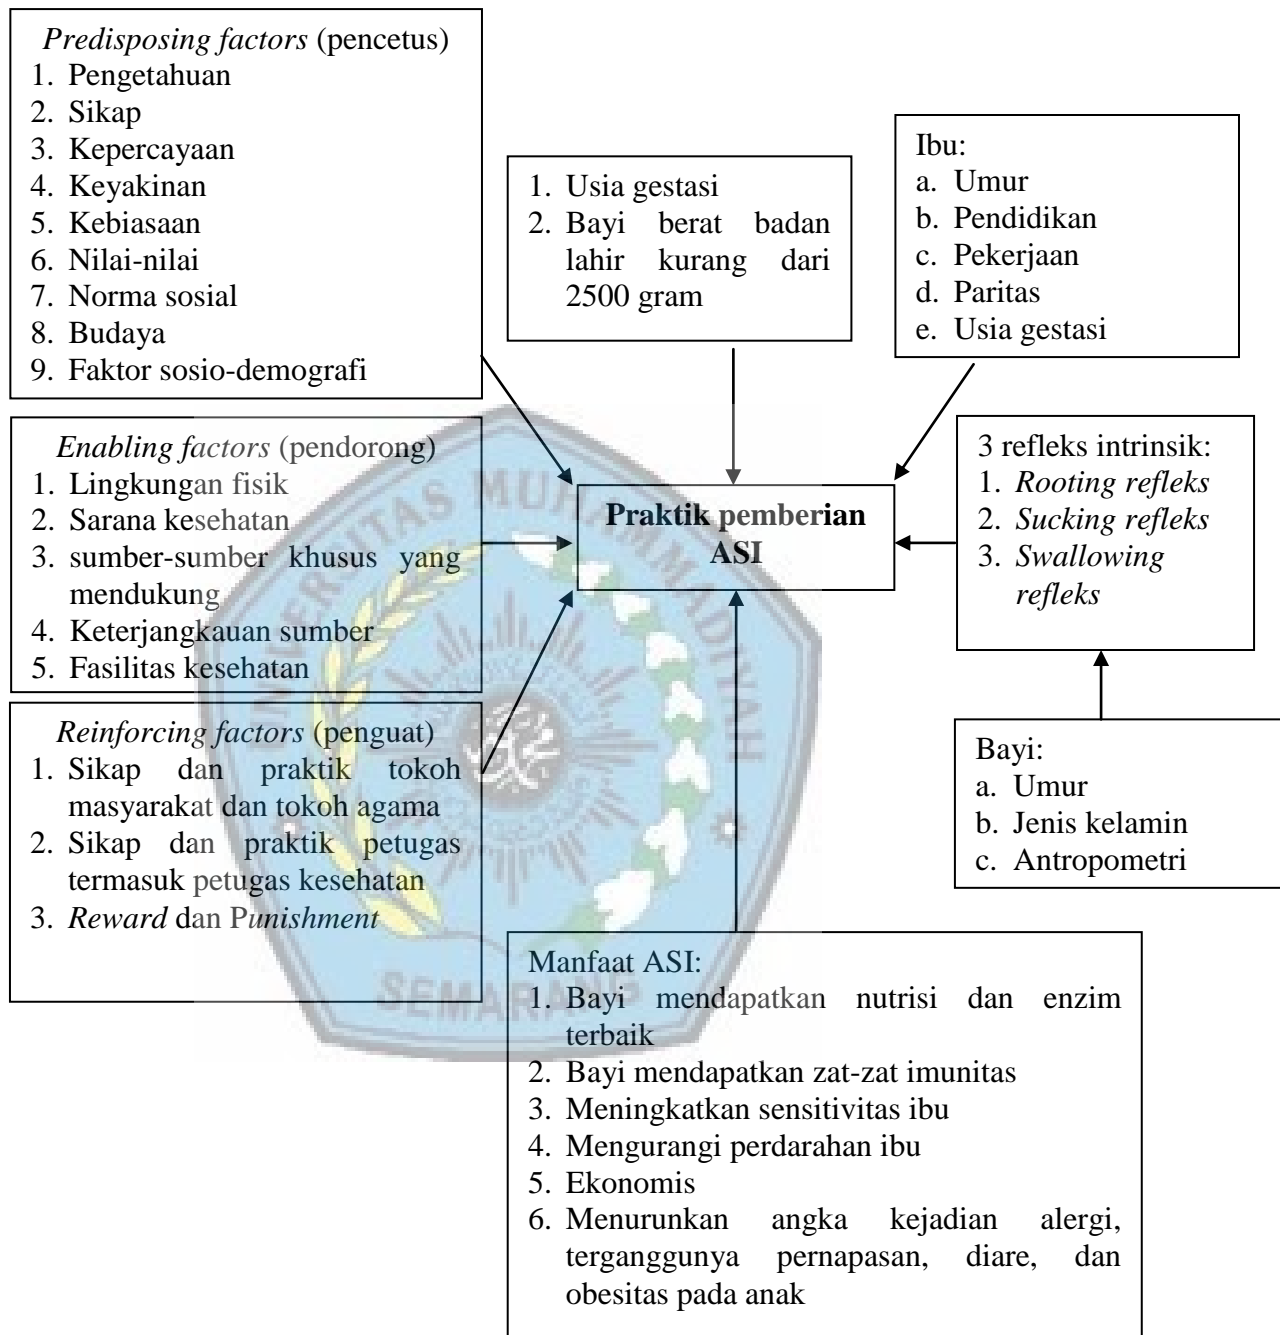 Predisposing factors (pencetus)
1. Pengetahuan
2. Sikap
3. Kepercayaan
4. Keyakinan
5. Kebiasaan
6. Nilai-nilai
7. Norma sosial
8. Budaya
9. Faktor sosio-demografi
1. Usia gestasi
2. Bayi berat badan
lahir kurang dari
2500 gram
Ibu:
a. Umur
b. Pendidikan
c. Pekerjaan
d. Paritas
e. Usia gestasi
Enabling factors (pendorong)
1. Lingkungan fisik
2. Sarana kesehatan
3. sumber-sumber khusus yang
mendukung
4. Keterjangkauan sumber
5. Fasilitas kesehatan
Praktik pemberian
ASI
3 refleks intrinsik:
1. Rooting refleks
2. Sucking refleks
3. Swallowing
refleks
Reinforcing factors (penguat)
1. Sikap dan praktik tokoh
masyarakat dan tokoh agama
2. Sikap dan praktik petugas
termasuk petugas kesehatan
3. Reward dan Punishment
Bayi:
a. Umur
b. Jenis kelamin
c. Antropometri
Manfaat ASI:
1. Bayi mendapatkan nutrisi dan enzim
terbaik
2. Bayi mendapatkan zat-zat imunitas
3. Meningkatkan sensitivitas ibu
4. Mengurangi perdarahan ibu
5. Ekonomis
6. Menurunkan angka kejadian alergi,
terganggunya pernapasan, diare, dan
obesitas pada anak
UNIVERSITAS MUHAMMADIYAH
SEMARANG